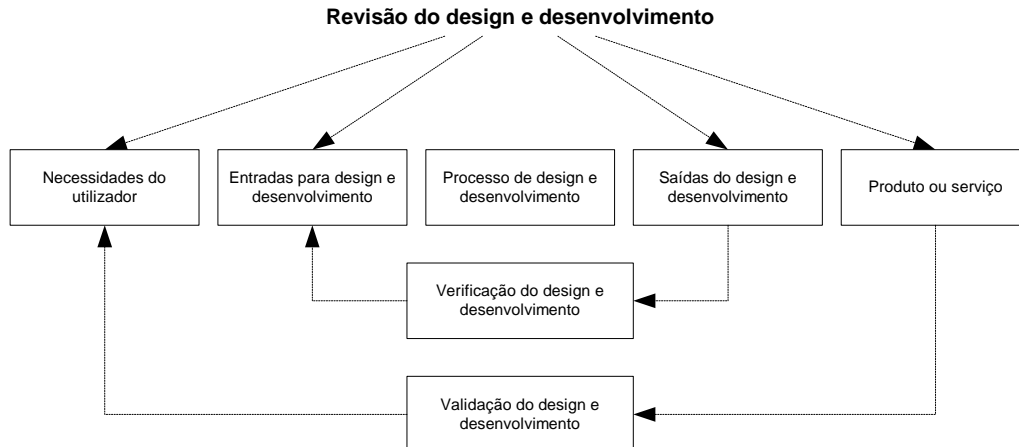 Revisão do design e desenvolvimento
Necessidades do
utilizador
Entradas para design e
desenvolvimento
Processo de design e
desenvolvimento
Saídas do design e
desenvolvimento
Produto ou serviço
Verificação do design e
desenvolvimento
Validação do design e
desenvolvimento